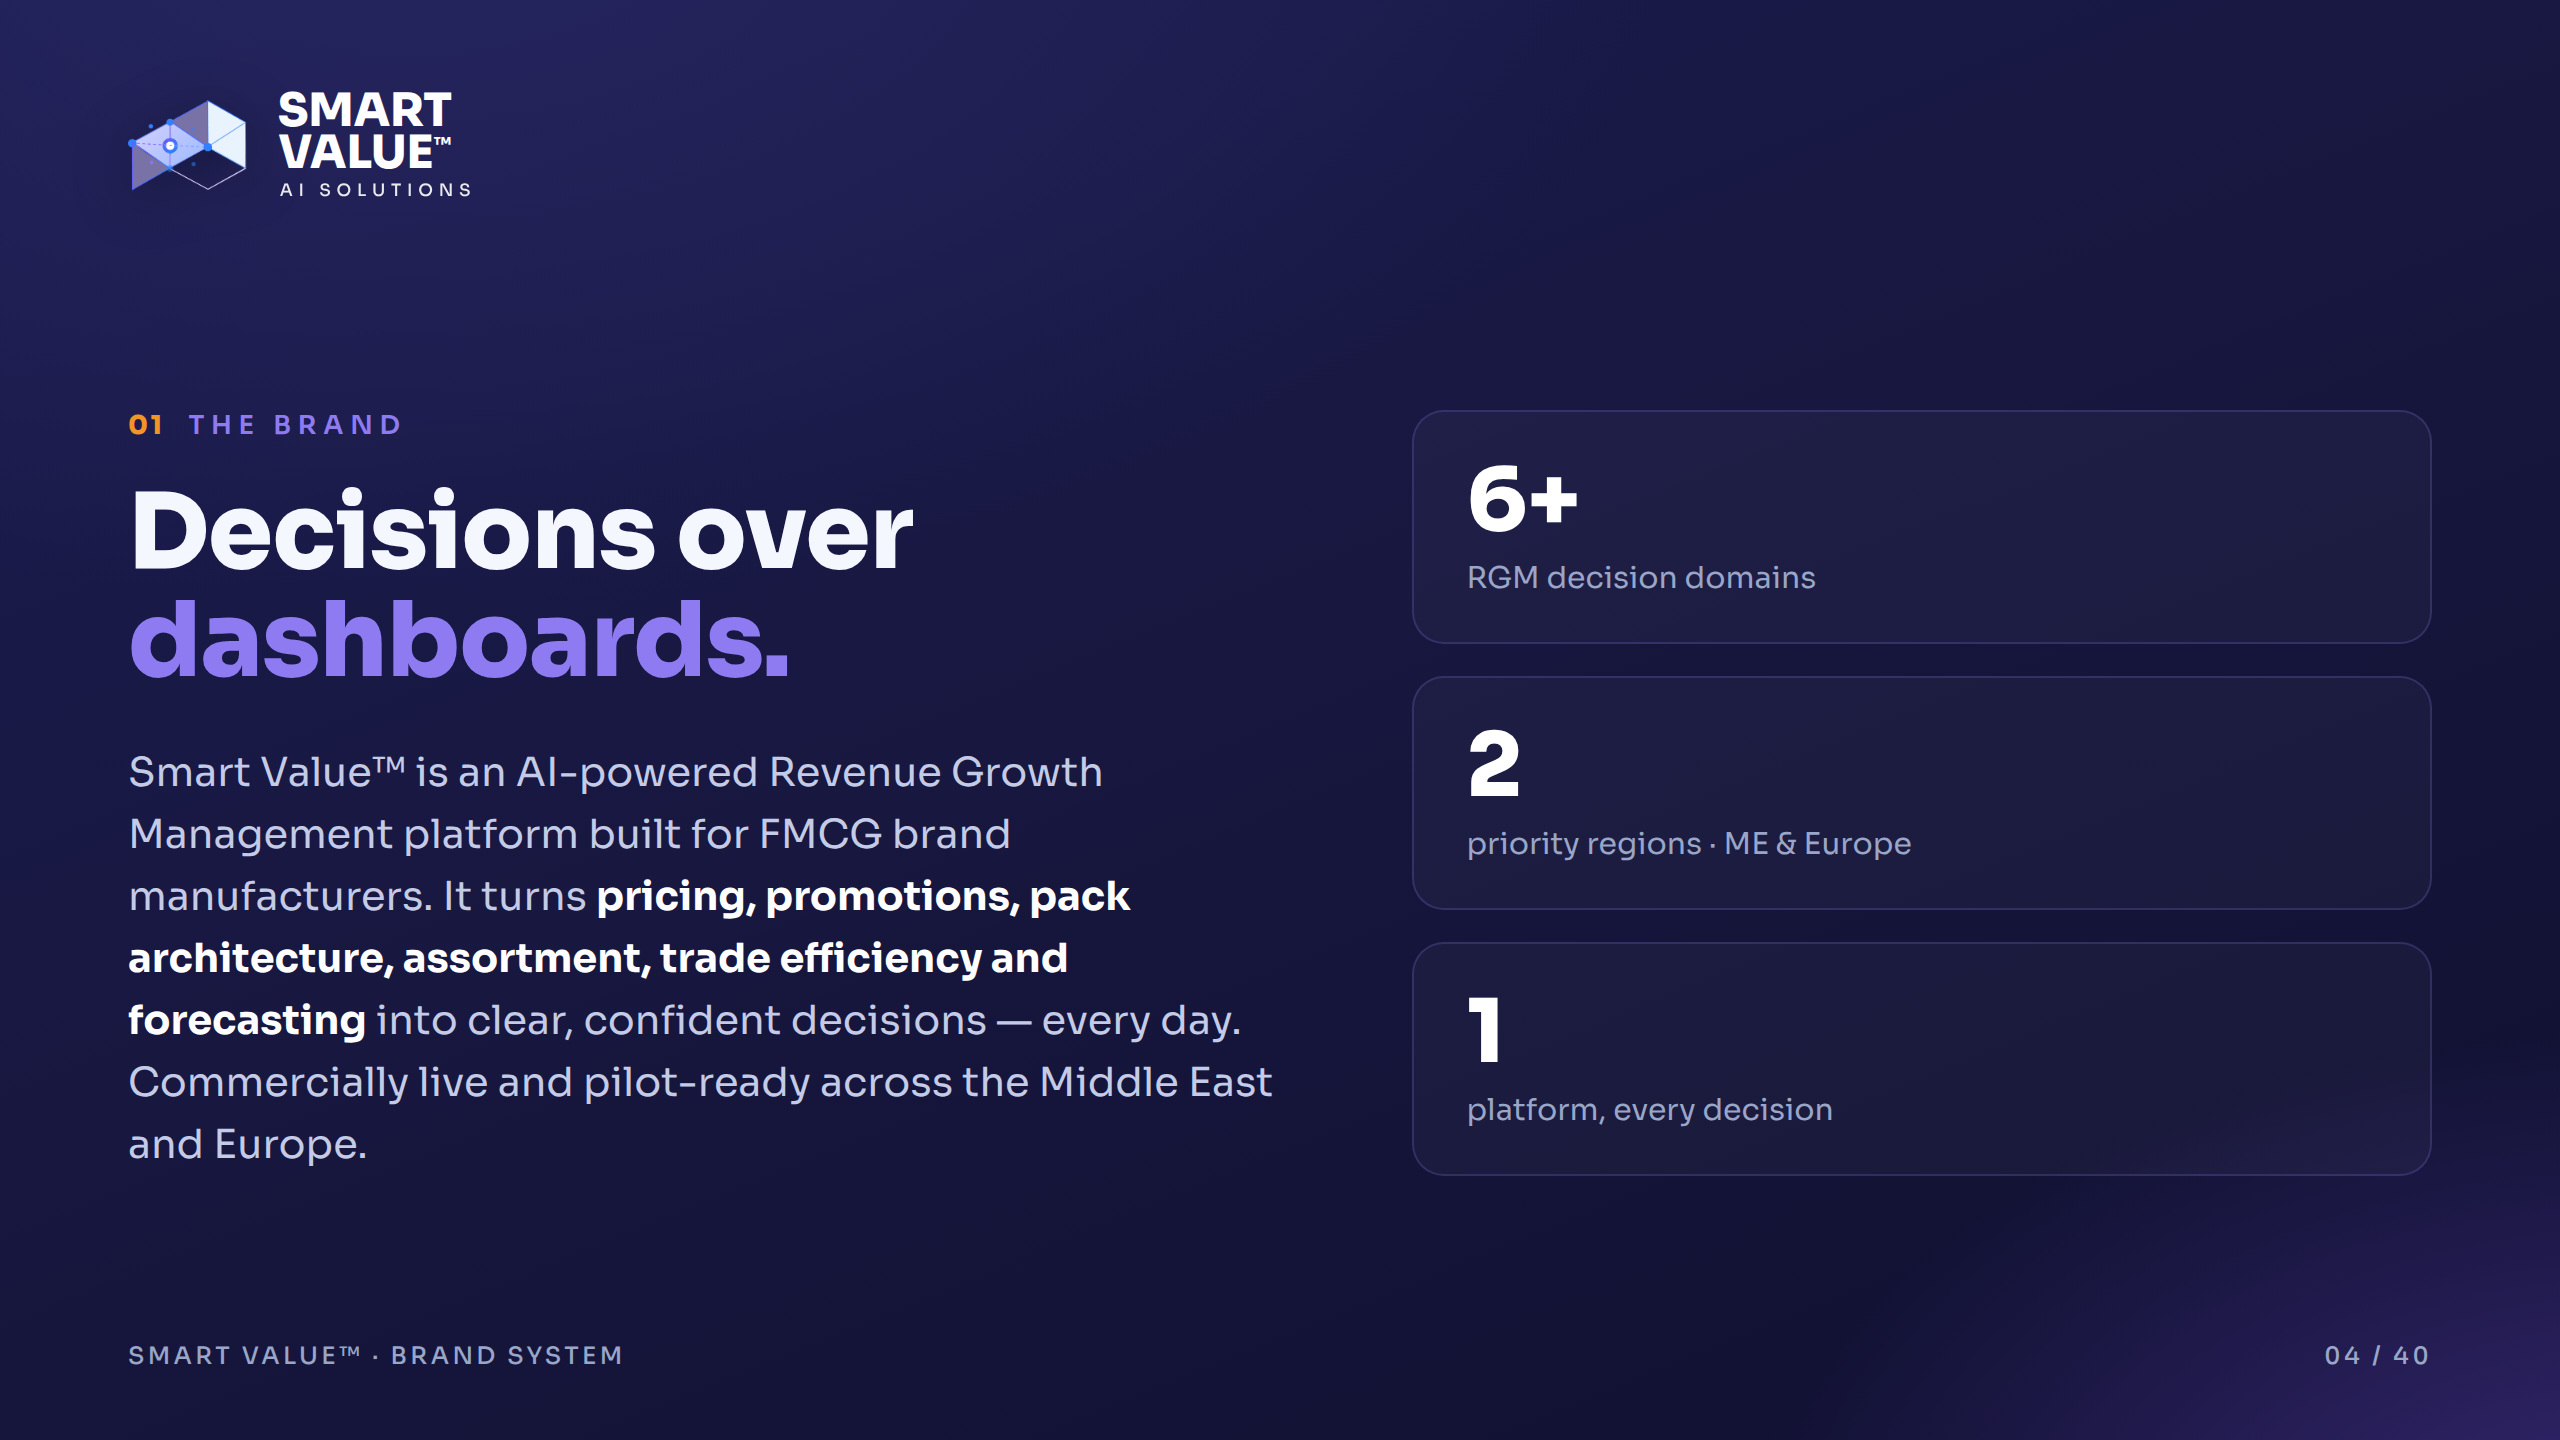 SMART
VALUE™
AI SOLUTIONS
01 THE BRAND
Decisions over
dashboards.
Smart Value™ is an AI-powered Revenue Growth
Management platform built for FMCG brand
manufacturers. It turns pricing, promotions, pack
architecture, assortment, trade efficiency and
forecasting into clear, confident decisions — every day.
Commercially live and pilot-ready across the Middle East
and Europe.
6+
RGM decision domains
2
priority regions · ME & Europe
1
platform, every decision
SMART VALUE™ · BRAND SYSTEM
04 / 40